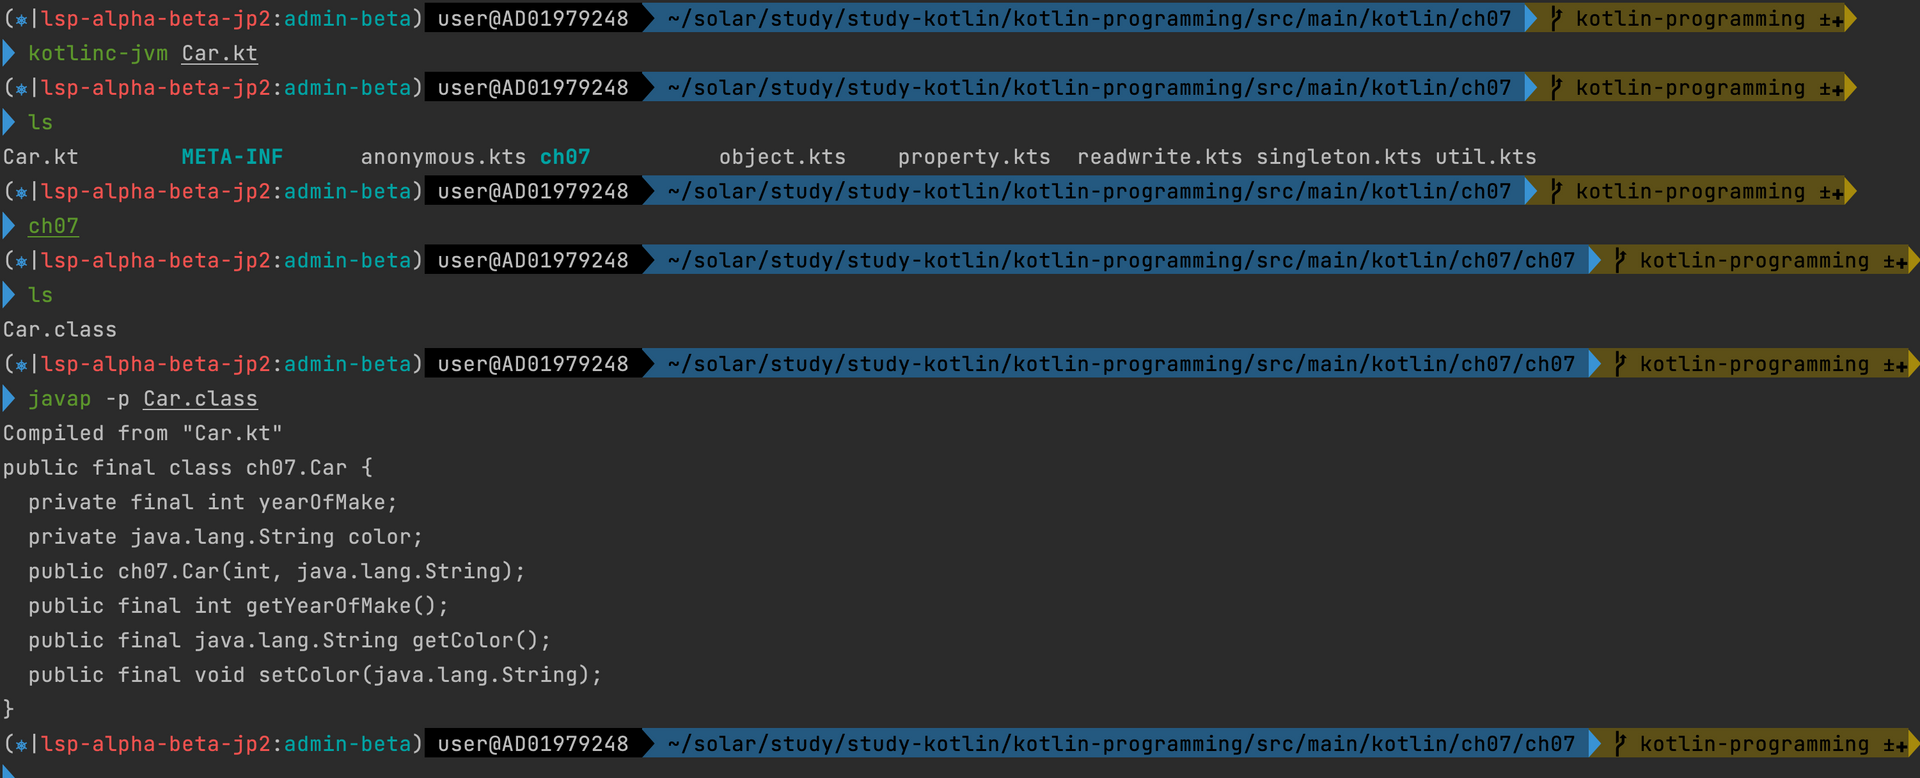 (⎈|lsp-alpha-beta-jp2:admin-beta) user@AD01979248 ~/solar/study/study-kotlin/kotlin-programming/src/main/kotlin/ch07 kotlin-programming ±✚
kotlinc-jvm Car.kt
(⎈|lsp-alpha-beta-jp2:admin-beta) user@AD01979248 ~/solar/study/study-kotlin/kotlin-programming/src/main/kotlin/ch07 kotlin-programming ±✚
ls
Car.kt META-INF anonymous.kts ch07 object.kts property.kts readwrite.kts singleton.kts util.kts
(⎈|lsp-alpha-beta-jp2:admin-beta) user@AD01979248 ~/solar/study/study-kotlin/kotlin-programming/src/main/kotlin/ch07 kotlin-programming ±✚
ch07
(⎈|lsp-alpha-beta-jp2:admin-beta) user@AD01979248 ~/solar/study/study-kotlin/kotlin-programming/src/main/kotlin/ch07/ch07 kotlin-programming ±✚
ls
Car.class
(⎈|lsp-alpha-beta-jp2:admin-beta) user@AD01979248 ~/solar/study/study-kotlin/kotlin-programming/src/main/kotlin/ch07/ch07 kotlin-programming ±✚
javap -p Car.class
Compiled from "Car.kt"
public final class ch07.Car {
  private final int yearOfMake;
  private java.lang.String color;
  public ch07.Car(int, java.lang.String);
  public final int getYearOfMake();
  public final java.lang.String getColor();
  public final void setColor(java.lang.String);
}
(⎈|lsp-alpha-beta-jp2:admin-beta) user@AD01979248 ~/solar/study/study-kotlin/kotlin-programming/src/main/kotlin/ch07/ch07 kotlin-programming ±✚